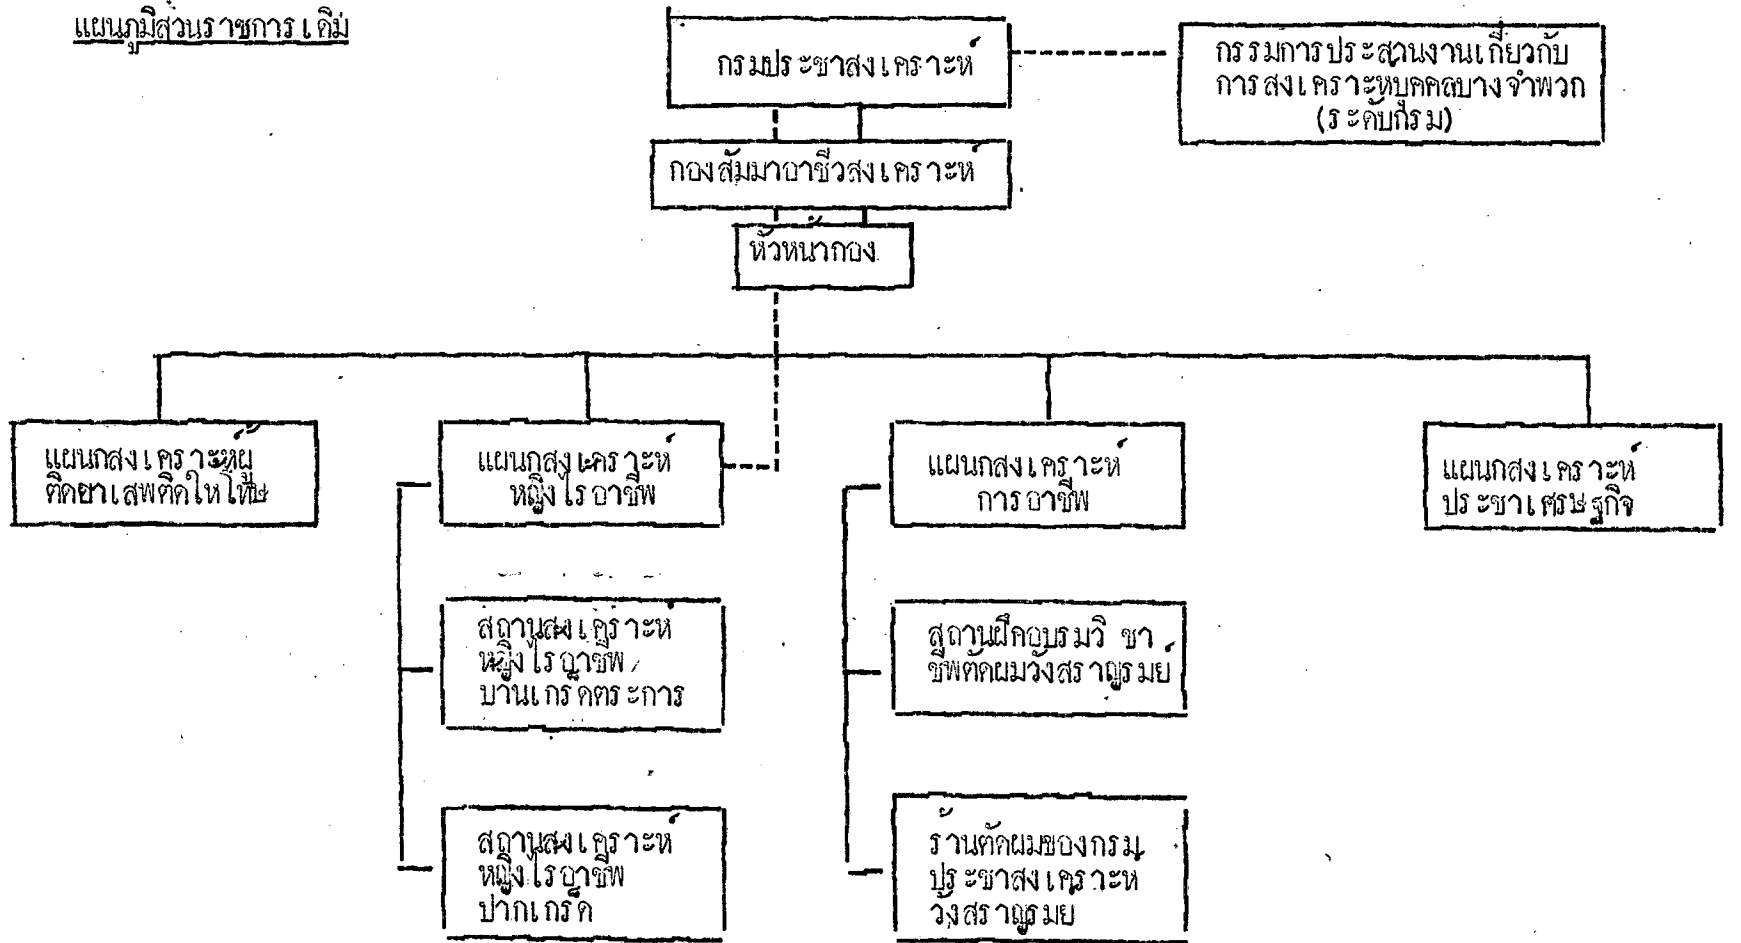 แผนภูมิส่วนราชการเดิม
กรมประชาสงเคราะห์
กรรมการประสานงานเกี่ยวกับ
การสงเคราะหบุคคลบางจำพวก
(ระดับกรม)
กองสัมมาอาชีวสงเคราะห์
หัวหน้ากอง
แผนกสงเคราะห์ผู้
ติดยาเสพติดใหโทษ
แผนกสงเคราะห์
หญิงไรอาชีพ
แผนกสงเคราะห์
การอาชีพ
แผนกสงเคราะห์
ประชาเศรษฐกิจ
สถานสงเคราะห์
หญิงไรอาชีพ
บานเกร็ดตระการ
สถานฝึกอบรมวิชา
ชีพตัดผมวังสราญรมย์
สถานสงเคราะห์
หญิงไรอาชีพ
ปากเกร็ด
ร้านตัดผมของกรม
ประชาสงเคราะห
วังสราญรมย